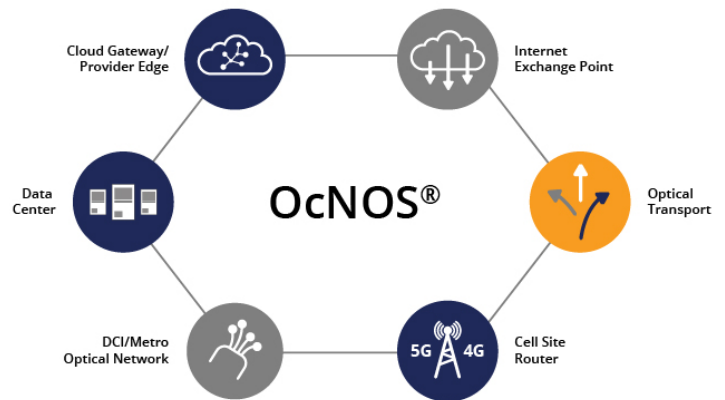 Cloud Gateway/
Provider Edge
Internet
Exchange Point
Data
Center
OcNOS®
Optical
Transport
DCI/Metro
Optical Network
5G 4G
Cell Site
Router